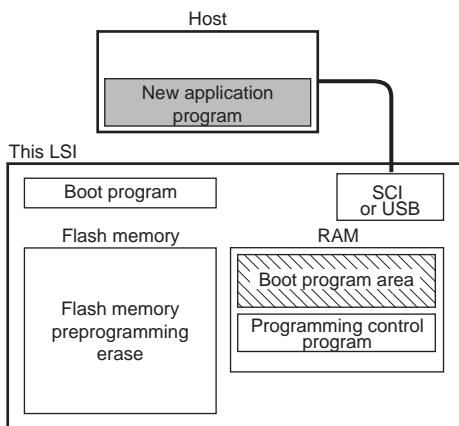 Host
New application
program
This LSI
Boot program
SCI
or USB
Flash memory
RAM
Flash memory
preprogramming
erase
Boot program area
Programming control
program